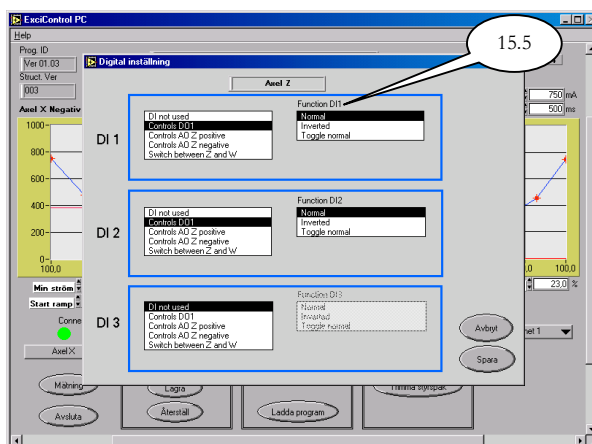 ExciControl PC
Help
Prog. ID
Ver 01.03
Struct. Ver
003
Axel X Negativ
1000-
800-
600-
400-
200-
0-
100,0
Min ström
Start ramp
Conne
Axel X
Mätning
Avsluta
Lagra
Återställ
Ladda program
Trimma styrspak
750 mA
500 ms
,0
100,0
23,0 %
net 1
15.5
Digital inställning
Axel Z
DI 1
DI not used
Controls DO1
Controls AO Z positive
Controls AO Z negative
Switch between Z and W
Function DI1
Normal
Inverted
Toggle normal
DI 2
DI not used
Controls DO1
Controls AO Z positive
Controls AO Z negative
Switch between Z and W
Function DI2
Normal
Inverted
Toggle normal
DI 3
DI not used
Controls DO1
Controls AO Z positive
Controls AO Z negative
Switch between Z and W
Function DI3
Normal
Inverted
Toggle normal
Avbryt
Spara